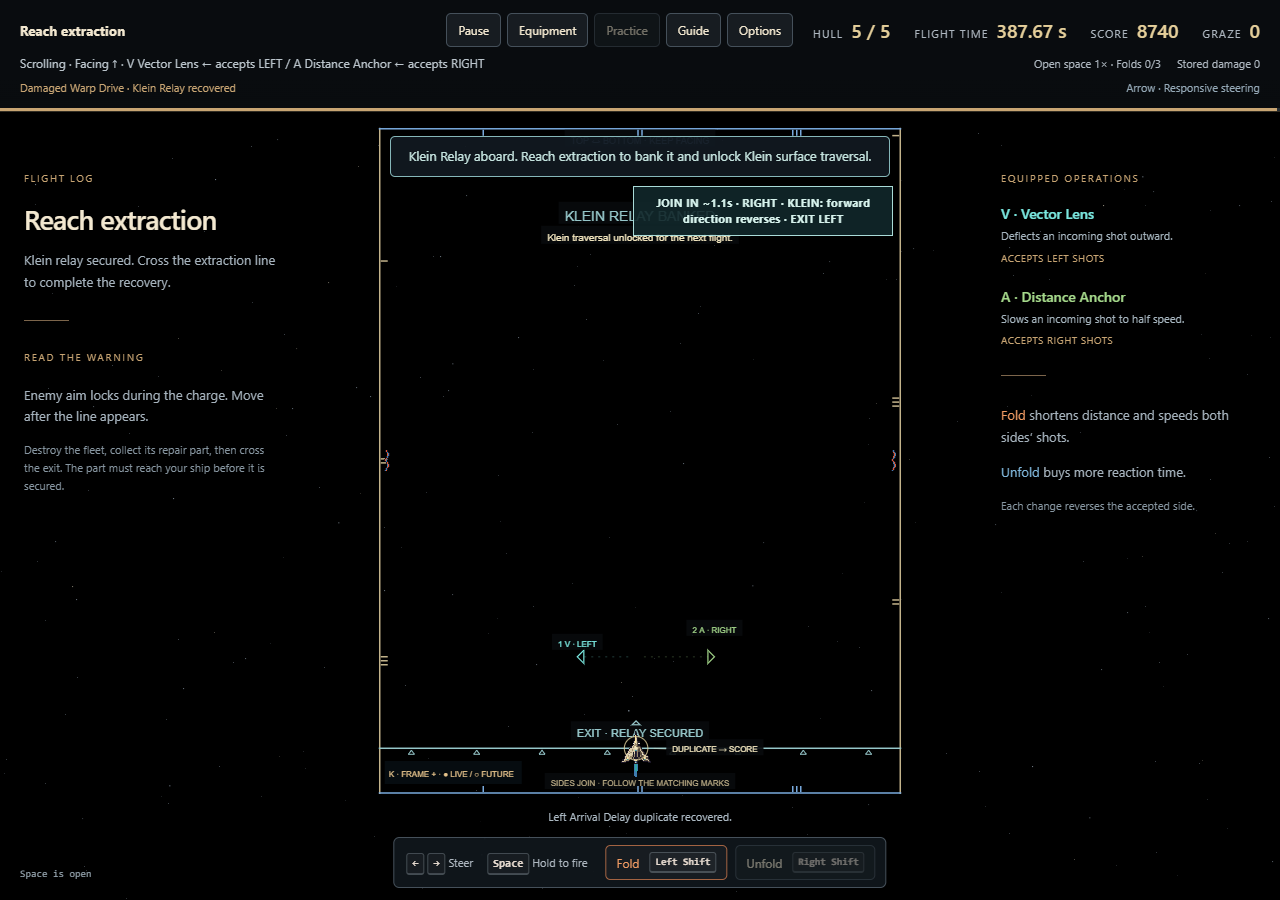 Reach extraction
Pause
Equipment
Practice
Guide
Options
HULL 5 / 5
FLIGHT TIME 387.67 s
SCORE 8740
GRAZE 0
Scrolling · Facing ↑ · V Vector Lens ← accepts LEFT / A Distance Anchor ← accepts RIGHT
Open space 1× · Folds 0/3
Stored damage 0
Damaged Warp Drive · Klein Relay recovered
Arrow · Responsive steering
Klein Relay aboard. Reach extraction to bank it and unlock Klein surface traversal.
FLIGHT LOG
Reach extraction
Klein relay secured. Cross the extraction line
to complete the recovery.
READ THE WARNING
Enemy aim locks during the charge. Move
after the line appears.
Destroy the fleet, collect its repair part, then cross
the exit. The part must reach your ship before it is
secured.
JOIN IN ~1.1s · RIGHT · KLEIN: forward
direction reverses · EXIT LEFT
KLEIN RELAY
Klein traversal unlocked for the next flight.
EQUIPPED OPERATIONS
V · Vector Lens
Deflects an incoming shot outward.
ACCEPTS LEFT SHOTS
A · Distance Anchor
Slows an incoming shot to half speed.
ACCEPTS RIGHT SHOTS
Fold shortens distance and speeds both
sides' shots.
Unfold buys more reaction time.
Each change reverses the accepted side.
1 V · LEFT
2 A · RIGHT
EXIT · RELAY SECURED
DUPLICATE → SCORE
K · FRAME + · ● LIVE / ○ FUTURE
SIDES JOIN · FOLLOW THE MATCHING MARKS
Left Arrival Delay duplicate recovered.
← → Steer
Space Hold to fire
Fold Left Shift
Unfold Right Shift
Space is open